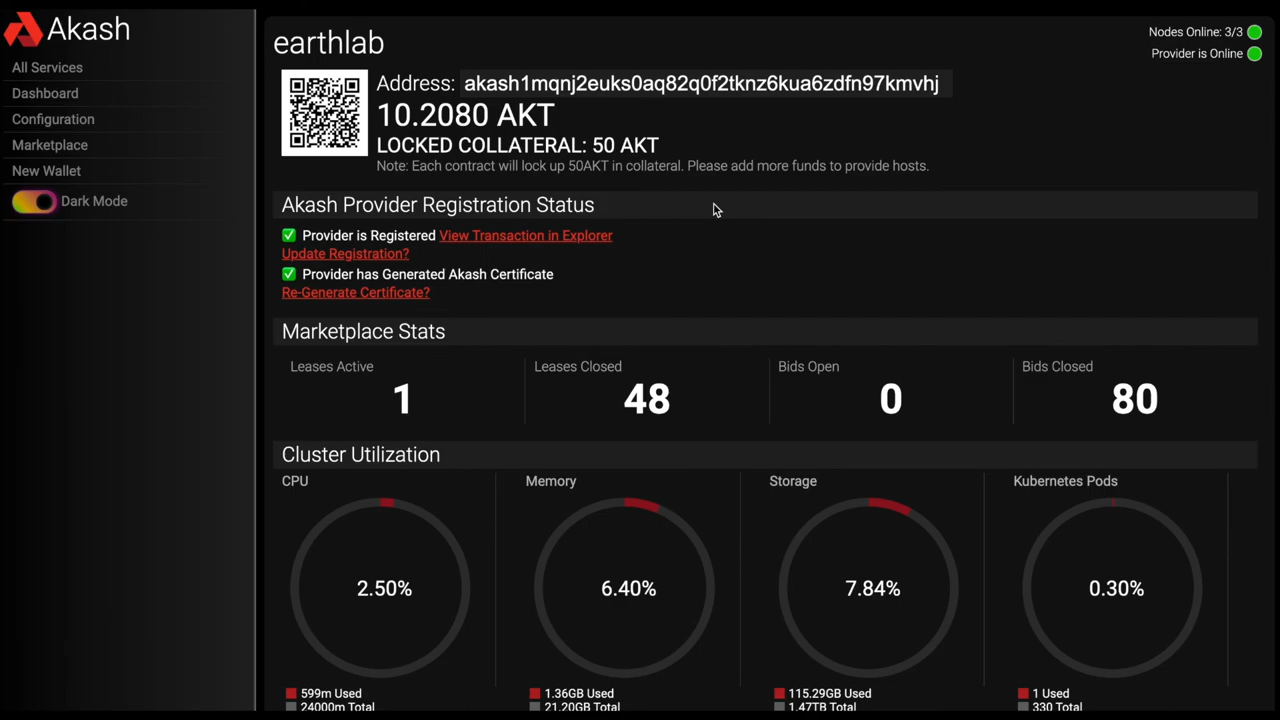 Akash
All Services
Dashboard
Configuration
Marketplace
New Wallet
Dark Mode
Nodes Online: 3/3
Provider is Online
earthlab
Address: akash1mqnj2euks0aq82q0f2tknz6kua6zdfn97kmvhj
10.2080 AKT
LOCKED COLLATERAL: 50 AKT
Note: Each contract will lock up 50AKT in collateral. Please add more funds to provide hosts.
Akash Provider Registration Status
Provider is Registered View Transaction in Explorer
Update Registration?
Provider has Generated Akash Certificate
Re-Generate Certificate?
Marketplace Stats
Leases Active
1
Leases Closed
48
Bids Open
0
Bids Closed
80
Cluster Utilization
CPU
2.50%
599m Used
24000m Total
Memory
6.40%
1.36GB Used
21.20GB Total
Storage
7.84%
115.29GB Used
1.47TB Total
Kubernetes Pods
0.30%
1 Used
330 Total